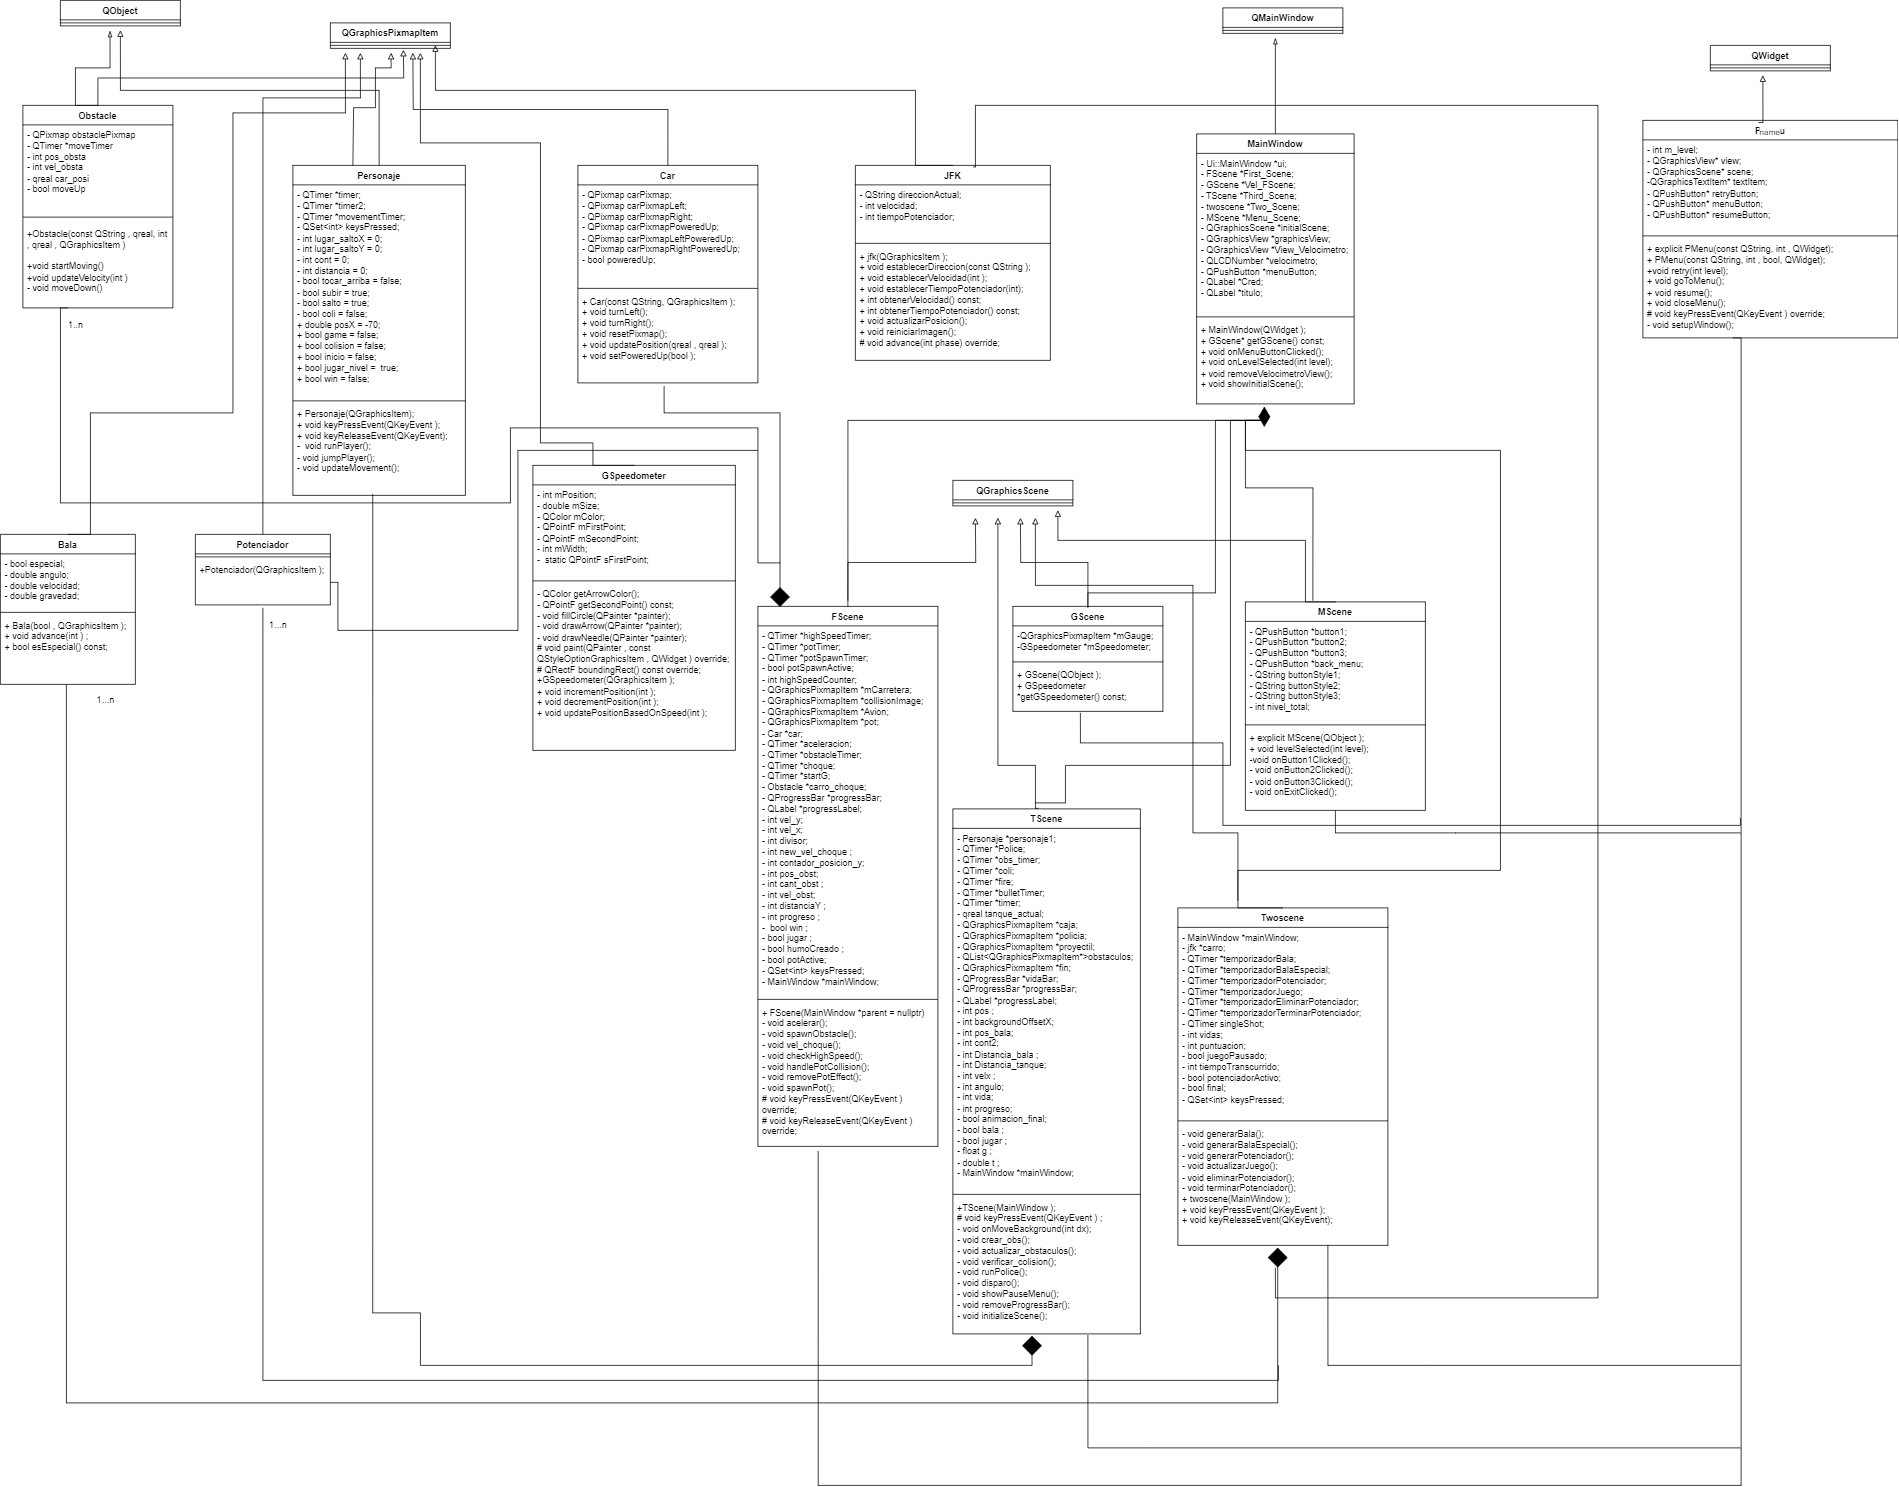 QObject
QGraphicsPixmapItem
QMainWindow
QWidget
Obstacle
- QPixmap obstaclePixmap
- QTimer *moveTimer
- int pos_obsta
- int vel_obsta
- qreal car_posi
- bool moveUp
+Obstacle(const QString , qreal, int
, qreal , QGraphicsItem )
+void startMoving()
+void updateVelocity(int )
- void moveDown()
1..n
Personaje
- QTimer *timer;
- QTimer *timer2;
- QTimer *movementTimer;
- QSet<int> keysPressed;
- int lugar_saltoX = 0;
- int lugar_saltoY = 0;
- int cont = 0;
- int distancia = 0;
- bool tocar_arriba = false;
- bool subir = true;
- bool salto = true;
- bool coli = false;
+ double posX = -70;
+ bool game = false;
+ bool colision = false;
+ bool inicio = false;
+ bool jugar_nivel = true;
+ bool win = false;
+ Personaje(QGraphicsItem);
+ void keyPressEvent(QKeyEvent );
+ void keyReleaseEvent(QKeyEvent);
- void runPlayer();
- void jumpPlayer();
- void updateMovement();
Car
- QPixmap carPixmap;
- QPixmap carPixmapLeft;
- QPixmap carPixmapRight;
- QPixmap carPixmapPoweredUp;
- QPixmap carPixmapLeftPoweredUp;
- QPixmap carPixmapRightPoweredUp;
- bool poweredUp;
+ Car(const QString, QGraphicsItem );
+ void turnLeft();
+ void turnRight();
+ void resetPixmap();
+ void updatePosition(qreal , qreal );
+ void setPoweredUp(bool );
JFK
- QString direccionActual;
- int velocidad;
- int tiempoPotenciador;
+ jfk(QGraphicsItem );
+ void establecerDireccion(const QString );
+ void establecerVelocidad(int );
+ void establecerTiempoPotenciador(int);
+ int obtenerVelocidad() const;
+ int obtenerTiempoPotenciador() const;
+ void actualizarPosicion();
+ void reiniciarImagen();
# void advance(int phase) override;
MainWindow
- Ui::MainWindow *ui;
- FScene *First_Scene;
- GScene *Vel_FScene;
- TScene *Third_Scene;
- twoscene *Two_Scene;
- MScene *Menu_Scene;
- QGraphicsScene *initialScene;
- QGraphicsView *graphicsView;
- QGraphicsView *View_Velocimetro;
- QLCDNumber *velocimetro;
- QPushButton *menuButton;
- QLabel *Cred;
- QLabel *titulo;
+ MainWindow(QWidget );
+ GScene* getGScene() const;
+ void onMenuButtonClicked();
+ void onLevelSelected(int level);
+ void removeVelocimetroView();
+ void showInitialScene();
- int m_level;
- QGraphicsView* view;
- QGraphicsScene* scene;
-QGraphicsTextItem* textItem;
- QPushButton* retryButton;
- QPushButton* menuButton;
- QPushButton* resumeButton;
+ explicit PMenu(const QString, int , QWidget);
+ PMenu(const QString, int , bool, QWidget);
+void retry(int level);
+ void goToMenu();
+ void resume();
+ void closeMenu();
# void keyPressEvent(QKeyEvent ) override;
- void setupWindow();
GSpeedometer
- int mPosition;
- double mSize;
- QColor mColor;
- QPointF mFirstPoint;
- QPointF mSecondPoint;
- int mWidth;
- static QPointF sFirstPoint;
- QColor getArrowColor();
- QPointF getSecondPoint() const;
- void fillCircle(QPainter *painter);
- void drawArrow(QPainter *painter);
- void drawNeedle(QPainter *painter);
# void paint(QPainter , const
QStyleOptionGraphicsItem , QWidget ) override;
# QRectF boundingRect() const override;
+GSpeedometer(QGraphicsItem );
+ void incrementPosition(int );
+ void decrementPosition(int );
+ void updatePositionBasedOnSpeed(int );
QGraphicsScene
Bala
- bool especial;
- double angulo;
- double velocidad;
- double gravedad;
+ Bala(bool , QGraphicsItem );
+ void advance(int ) ;
+ bool esEspecial() const;
1...n
Potenciador
+Potenciador(QGraphicsItem );
1...n
FScene
- QTimer *highSpeedTimer;
- QTimer *potTimer;
- QTimer *potSpawnTimer;
- bool potSpawnActive;
- int highSpeedCounter;
- QGraphicsPixmapItem *mCarretera;
- QGraphicsPixmapItem *collisionImage;
- QGraphicsPixmapItem *Avion;
- QGraphicsPixmapItem *pot;
- Car *car;
- QTimer *aceleracion;
- QTimer *obstacleTimer;
- QTimer *choque;
- QTimer *startG;
- Obstacle *carro_choque;
- QProgressBar *progressBar;
- QLabel *progressLabel;
- int vel_y;
- int vel_x;
- int divisor;
- int new_vel_choque ;
- int contador_posicion_y;
- int pos_obst;
- int cant_obst ;
- int vel_obst;
- int distanciaY ;
- int progreso ;
- bool win ;
- bool jugar ;
- bool humoCreado ;
- bool potActive;
- QSet<int> keysPressed;
- MainWindow *mainWindow;
+ FScene(MainWindow *parent = nullptr)
- void acelerar();
- void spawnObstacle();
- void vel_choque();
- void checkHighSpeed();
- void handlePotCollision();
- void removePotEffect();
- void spawnPot();
# void keyPressEvent(QKeyEvent )
override;
# void keyReleaseEvent(QKeyEvent )
override;
GScene
-QGraphicsPixmapItem *mGauge;
-GSpeedometer *mSpeedometer;
+ GScene(QObject );
+ GSpeedometer
*getGSpeedometer() const;
MScene
- QPushButton *button1;
- QPushButton *button2;
- QPushButton *button3;
- QPushButton *back_menu;
- QString buttonStyle1;
- QString buttonStyle2;
- QString buttonStyle3;
- int nivel_total;
+ explicit MScene(QObject );
+ void levelSelected(int level);
-void onButton1Clicked();
- void onButton2Clicked();
- void onButton3Clicked();
- void onExitClicked();
TScene
- Personaje *personaje1;
- QTimer *Police;
- QTimer *obs_timer;
- QTimer *coli;
- QTimer *fire;
- QTimer *bulletTimer;
- QTimer *timer;
- qreal tanque_actual;
- QGraphicsPixmapItem *caja;
- QGraphicsPixmapItem *policia;
- QGraphicsPixmapItem *proyectil;
- QList<QGraphicsPixmapItem*>obstaculos;
- QGraphicsPixmapItem *fin;
- QProgressBar *vidaBar;
- QProgressBar *progressBar;
- QLabel *progressLabel;
- int pos ;
- int backgroundOffsetX;
- int pos_bala;
- int cont2;
- int Distancia_bala ;
- int Distancia_tanque;
- int velx ;
- int angulo;
- int vida;
- int progreso;
- bool animacion_final;
- bool bala ;
- bool jugar ;
- float g ;
- double t ;
- MainWindow *mainWindow;
+TScene(MainWindow );
# void keyPressEvent(QKeyEvent ) ;
- void onMoveBackground(int dx);
- void crear_obs();
- void actualizar_obstaculos();
- void verificar_colision();
- void runPolice();
- void disparo();
- void showPauseMenu();
- void removeProgressBar();
- void initializeScene();
Twoscene
- MainWindow *mainWindow;
- jfk *carro;
- QTimer *temporizadorBala;
- QTimer *temporizadorBalaEspecial;
- QTimer *temporizadorPotenciador;
- QTimer *temporizadorJuego;
- QTimer *temporizadorEliminarPotenciador;
- QTimer *temporizadorTerminarPotenciador;
- QTimer singleShot;
- int vidas;
- int puntuacion;
- bool juegoPausado;
- int tiempoTranscurrido;
- bool potenciadorActivo;
- bool final;
- QSet<int> keysPressed;
- void generarBala();
- void generarBalaEspecial();
- void generarPotenciador();
- void actualizarJuego();
- void eliminarPotenciador();
- void terminarPotenciador();
+ twoscene(MainWindow );
+ void keyPressEvent(QKeyEvent );
+ void keyReleaseEvent(QKeyEvent);